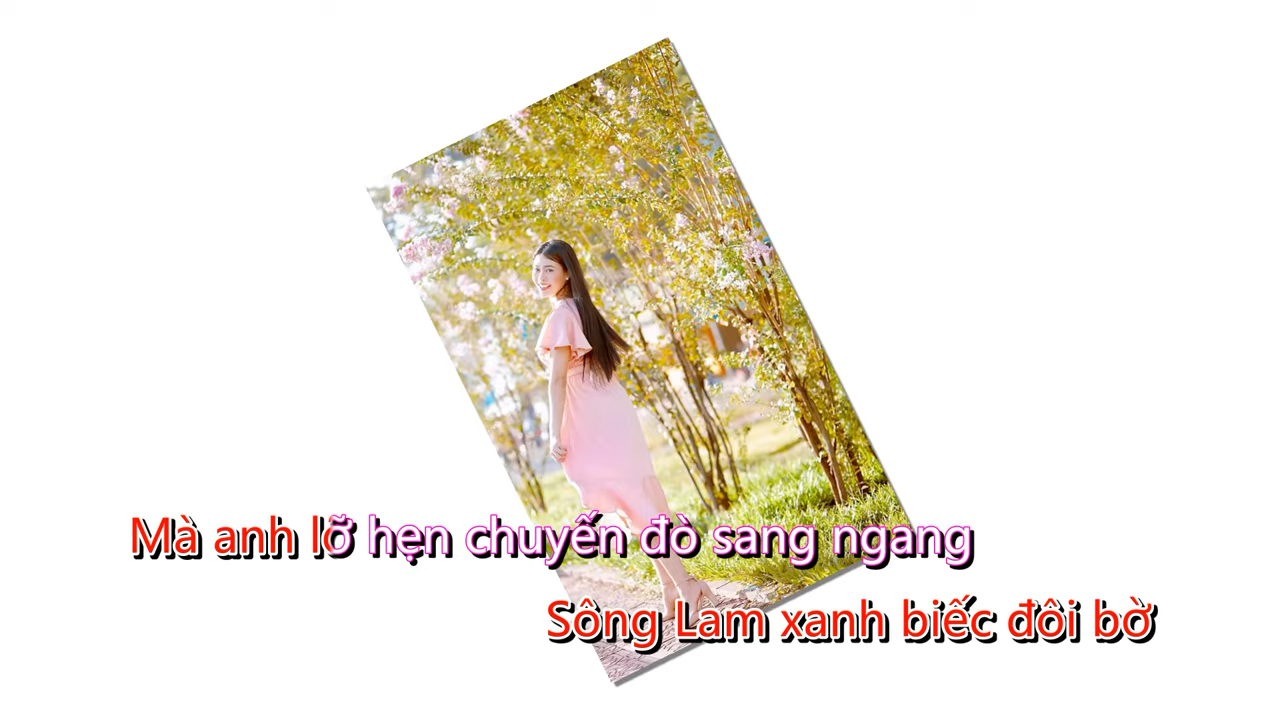 Mà anh lỡ hẹn chuyến đò sang ngang
Sông Lam xanh biếc đôi bờ